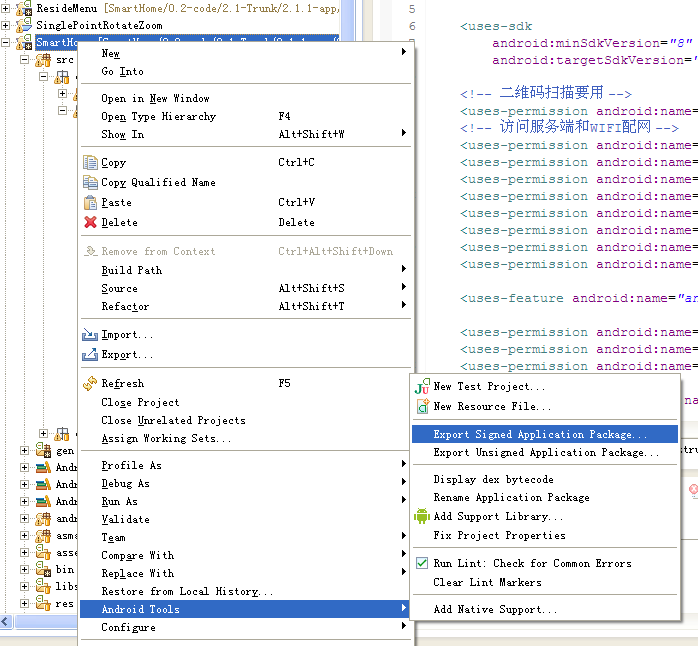 ResideMenu [SmartHome/0.2-code/2.1-Trunk/2.1.1-app,
SinglePointRotateZoom
src
gen
Andr
Andr
Andr
andr
asma
asse
bin
libs
res
New
Go Into
Open in New Window
Open Type Hierarchy F4
Show In Alt+Shift+W
Copy Ctrl+C
Copy Qualified Name
Paste Ctrl+V
Delete Delete
Remove from Context Ctrl+Alt+Shift+Down
Build Path
Source Alt+Shift+S
Refactor Alt+Shift+T
Import...
Export...
Refresh F5
Close Project
Close Unrelated Projects
Assign Working Sets...
Profile As
Debug As
Run As
Validate
Team
Compare With
Replace With
Restore from Local History...
Android Tools
Configure
New Test Project...
New Resource File...
Export Signed Application Package...
Export Unsigned Application Package...
Display dex bytecode
Rename Application Package
Add Support Library...
Fix Project Properties
Run Lint: Check for Common Errors
Clear Lint Markers
Add Native Support...
5
6 <uses-sdk
android:minSdkVersion="8"
android:targetSdkVersion="
<!-- 二维码扫描要用 -->
<uses-permission android:name=
<!-- 访问服务端和WIFI配网 -->
<uses-permission android:name=
<uses-permission android:name=
<uses-permission android:name=
<uses-permission android:name=
<uses-permission android:name=
<uses-permission android:name=
<uses-permission android:name=
<uses-permission android:name=
<uses-feature android:name="an
<uses-permission android:name=
<uses-permission android:name=
<uses-permission android:name=
na
stru